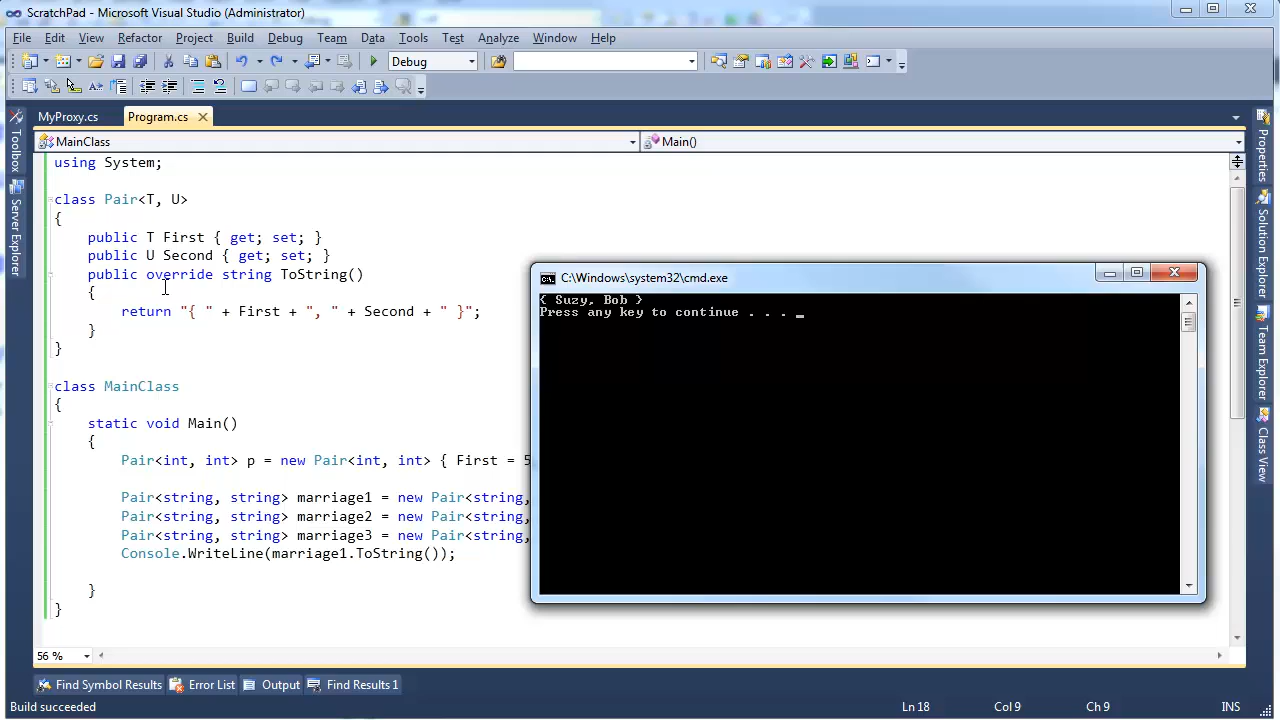 ScratchPad - Microsoft Visual Studio (Administrator)
File Edit View Refactor Project Build Debug Team Data Tools Test Analyze Window Help
Debug
MyProxy.cs Program.cs
MainClass Main()
using System;
class Pair<T, U>
{
public T First { get; set; }
public U Second { get; set; }
public override string ToString()
{
return "{ " + First + ", " + Second + " }";
}
}
class MainClass
{
static void Main()
{
Pair<int, int> p = new Pair<int, int> { First = 5
Pair<string, string> marriage1 = new Pair<string,
Pair<string, string> marriage2 = new Pair<string,
Pair<string, string> marriage3 = new Pair<string,
Console.WriteLine(marriage1.ToString());
}
}
C:\Windows\system32\cmd.exe
{ Suzy, Bob }
Press any key to continue . . . _
Toolbox
Server Explorer
Properties
Solution Explorer
Team Explorer
Class View
56 %
Find Symbol Results Error List Output Find Results 1
Build succeeded Ln 18 Col 9 Ch 9 INS